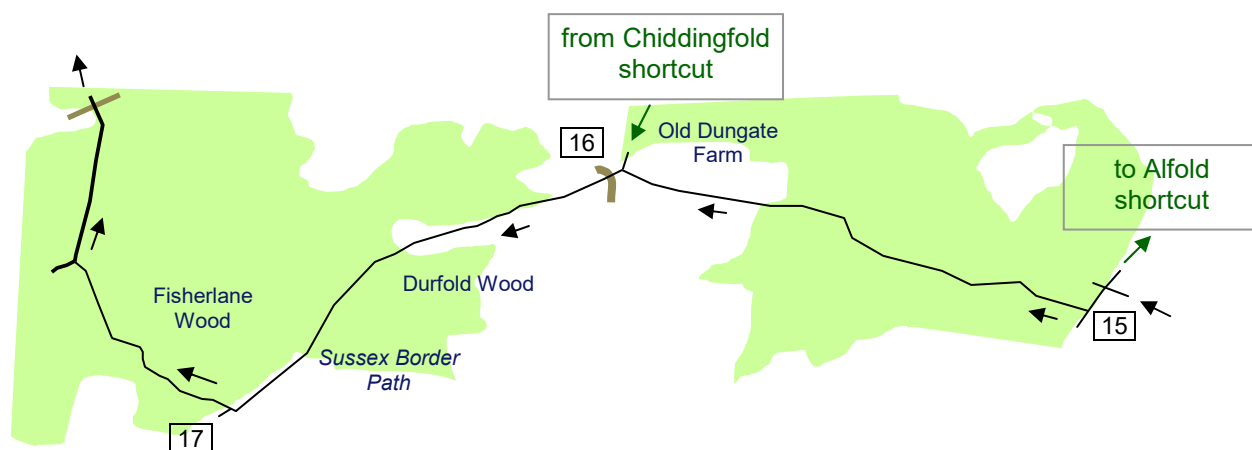 from Chiddingfold
shortcut
16
Old Dungate
Farm
to Alfold
shortcut
Durfold Wood
Fisherlane
Wood
15
Sussex Border
Path
17